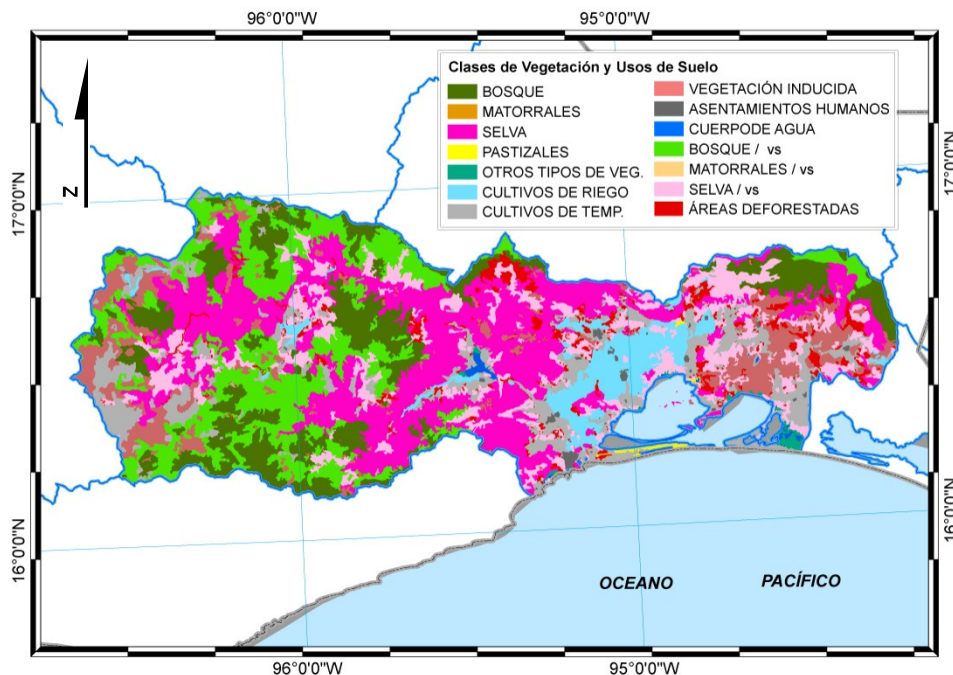 96°0'0"W 95°0'0"W
Clases de Vegetación y Usos de Suelo
BOSQUE
MATORRALES
SELVA
PASTIZALES
OTROS TIPOS DE VEG.
CULTIVOS DE RIEGO
CULTIVOS DE TEMP.
VEGETACIÓN INDUCIDA
ASENTAMIENTOS HUMANOS
CUERPODE AGUA
BOSQUE / vs
MATORRALES / vs
SELVA / vs
ÁREAS DEFORESTADAS
N
17°0'0"N 17°0'0"N
16°0'0"N 16°0'0"N
OCEANO PACÍFICO
96°0'0"W 95°0'0"W